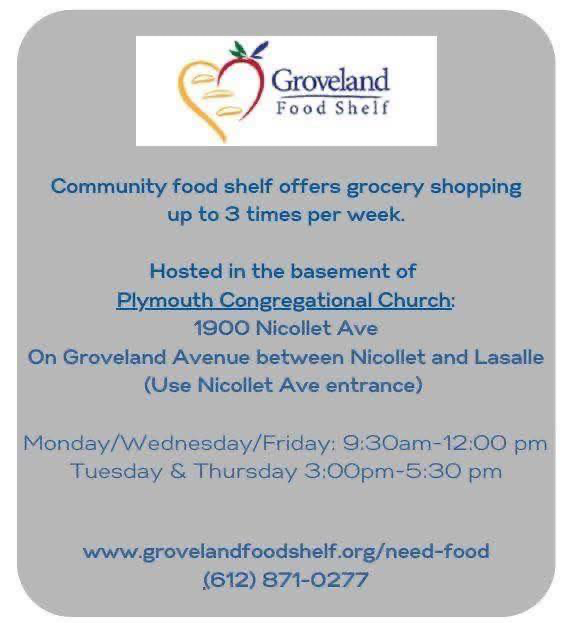 Groveland
Food Shelf
Community food shelf offers grocery shopping
up to 3 times per week.
Hosted in the basement of
Plymouth Congregational Church:
1900 Nicollet Ave
On Groveland Avenue between Nicollet and Lasalle
(Use Nicollet Ave entrance)
Monday/Wednesday/Friday: 9:30am-12:00 pm
Tuesday & Thursday 3:00pm-5:30 pm
www.grovelandfoodshelf.org/need-food
(612) 871-0277